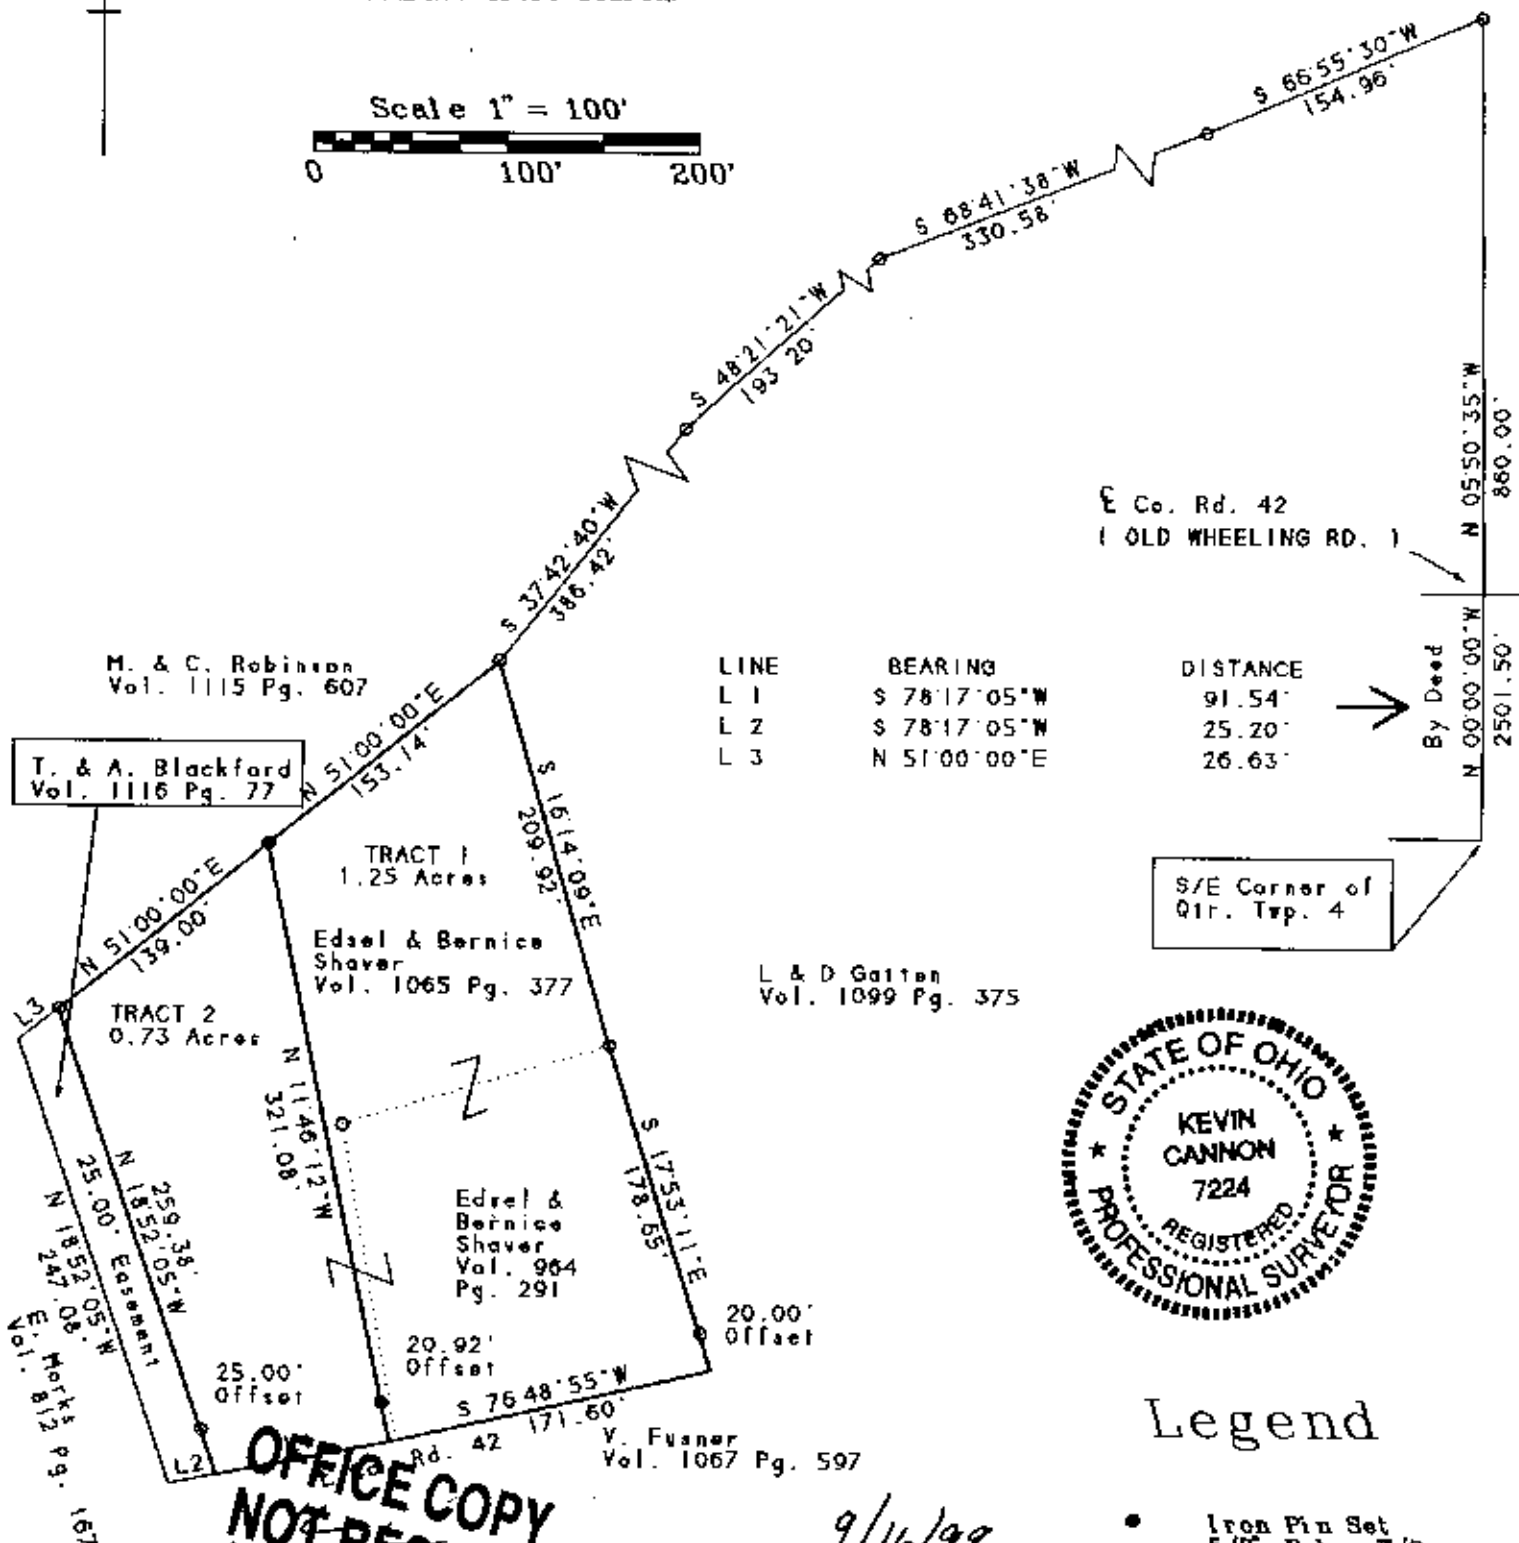 Scale 1" = 100'
0 100' 200'
S 66°55'30"W
154.96'
S 68°41'38"W
330.58'
S 48°21'21"W
193.20'
S 37°42'40"W
386.42'
N 05°50'35"W
860.00'
℄ Co. Rd. 42
( OLD WHEELING RD. )
By Deed
N 00°00'00"W
2501.50'
LINE BEARING DISTANCE
L 1 S 78°17'05"W 91.54'
L 2 S 78°17'05"W 25.20'
L 3 N 51°00'00"E 26.63'
S/E Corner of
Qtr. Twp. 4
M. & C. Robinson
Vol. 1115 Pg. 607
T. & A. Blackford
Vol. 1116 Pg. 77
N 51°00'00"E
153.14'
N 51°00'00"E
139.00'
L3
TRACT 1
1.25 Acres
S 16°14'09"E
209.92'
Edsel & Bernice
Shaver
Vol. 1065 Pg. 377
L & D Gatten
Vol. 1099 Pg. 375
TRACT 2
0.73 Acres
N 11°46'12"W
321.08'
S 17°53'11"E
178.65'
Edsel &
Bernice
Shaver
Vol. 964
Pg. 291
259.38'
N 18°52'05"W
25.00' Easement
N 18°52'05"W
247.08'
E. Marks
Vol. 812 Pg. 167
20.00'
Offset
20.92'
Offset
25.00'
Offset
S 76°48'55"W
171.60'
L2
Rd. 42
V. Fusner
Vol. 1067 Pg. 597
STATE OF OHIO
KEVIN
CANNON
7224
REGISTERED
PROFESSIONAL SURVEYOR
OFFICE COPY
NOT
9/16/98
Legend
Iron Pin Set